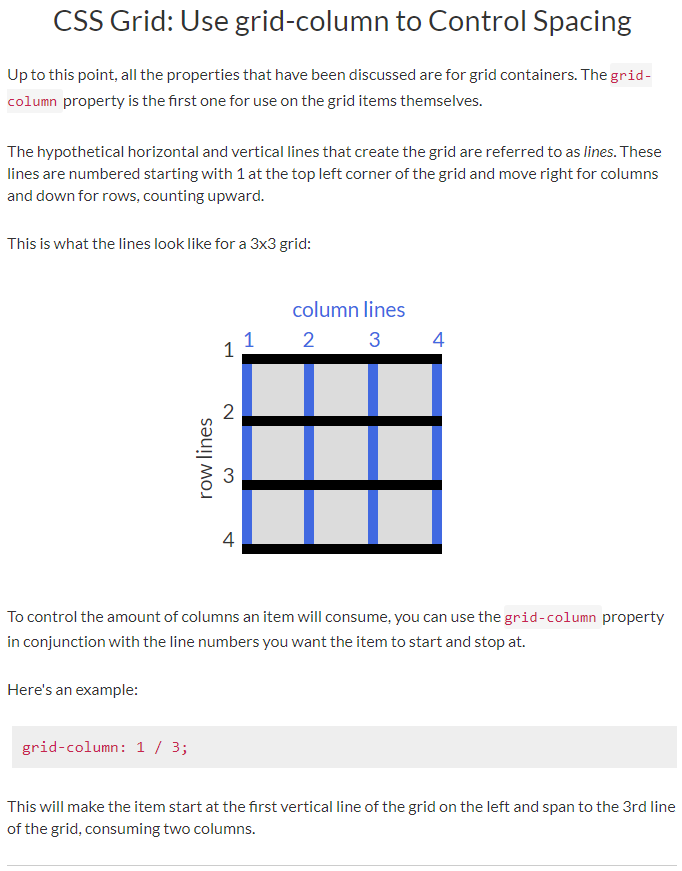 CSS Grid: Use grid-column to Control Spacing
Up to this point, all the properties that have been discussed are for grid containers. The grid-
column property is the first one for use on the grid items themselves.
The hypothetical horizontal and vertical lines that create the grid are referred to as lines. These
lines are numbered starting with 1 at the top left corner of the grid and move right for columns
and down for rows, counting upward.
This is what the lines look like for a 3x3 grid:
column lines
1 2 3 4
1
2
3
4
row lines
To control the amount of columns an item will consume, you can use the grid-column property
in conjunction with the line numbers you want the item to start and stop at.
Here's an example:
grid-column: 1 / 3;
This will make the item start at the first vertical line of the grid on the left and span to the 3rd line
of the grid, consuming two columns.